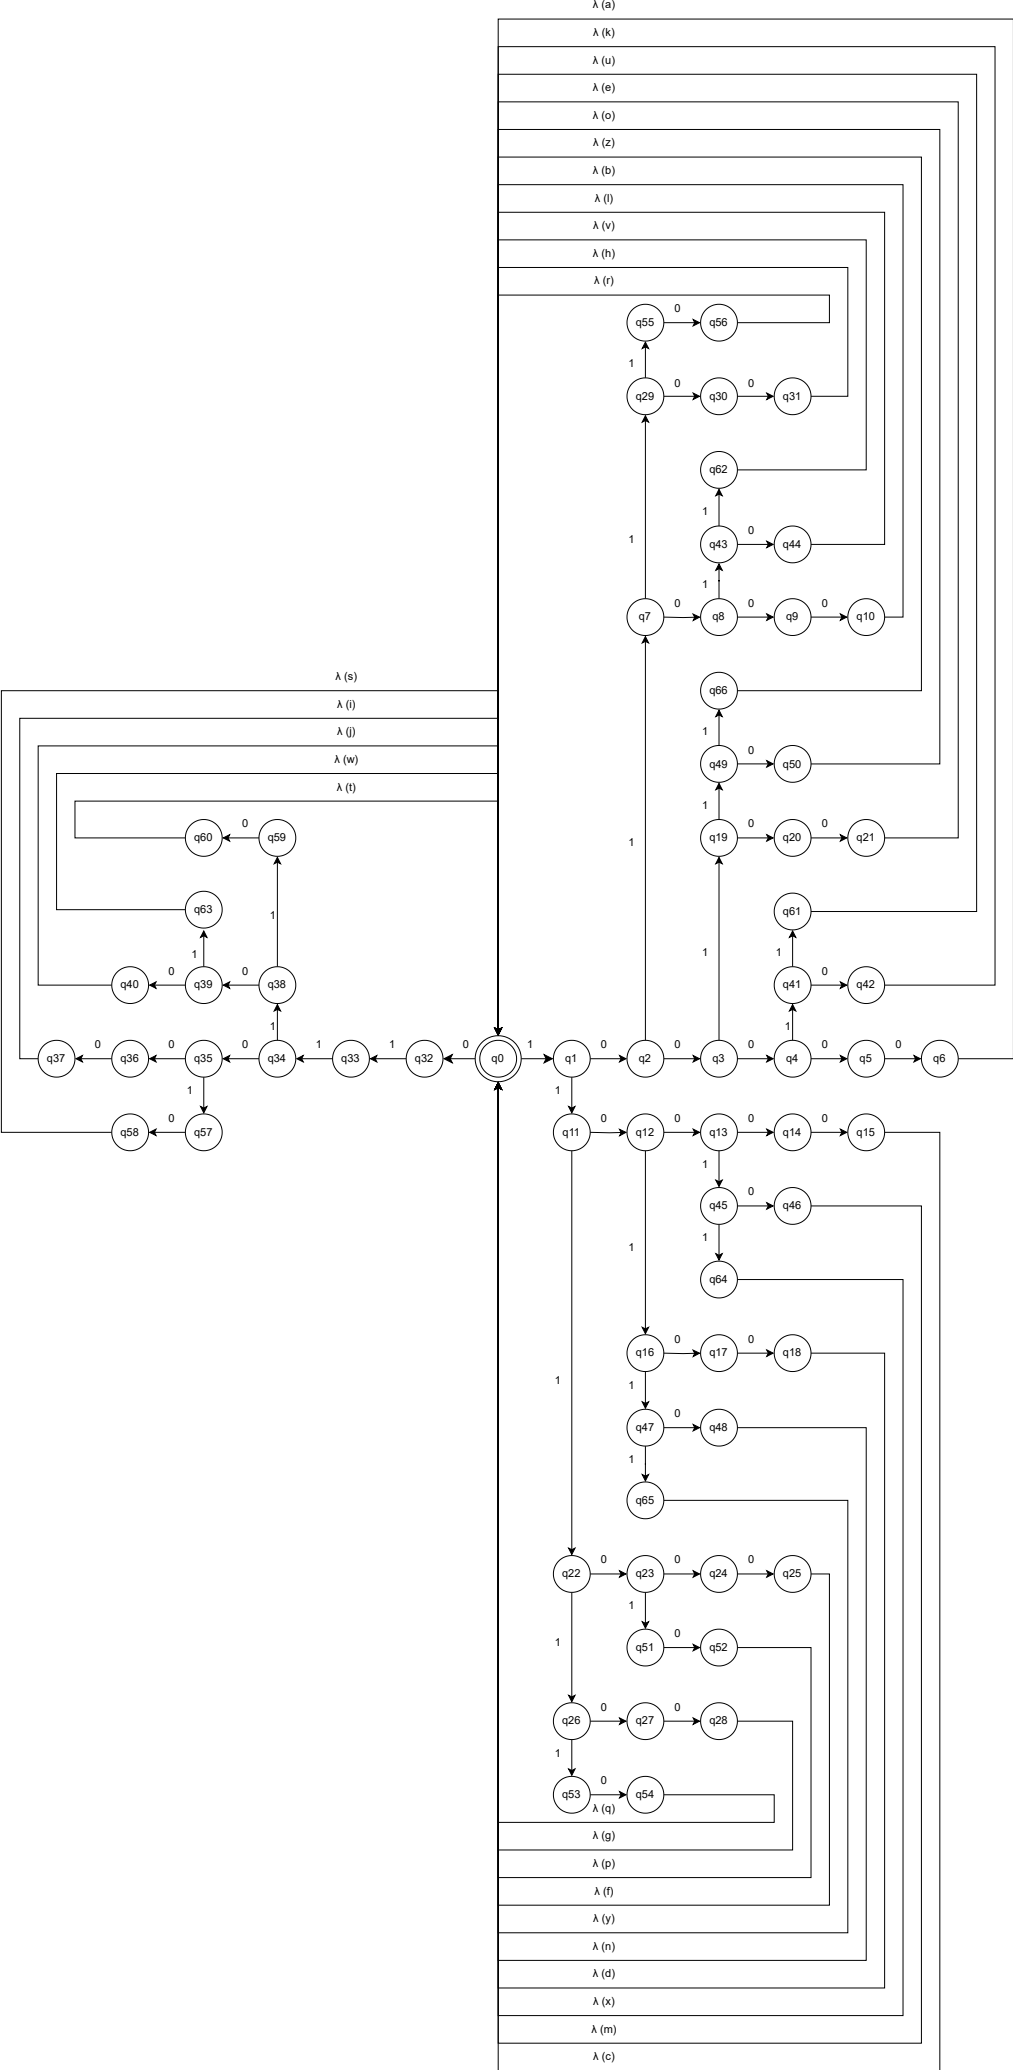 λ (a)
λ (k)
λ (u)
λ (e)
λ (o)
λ (z)
λ (b)
λ (l)
λ (v)
λ (h)
λ (r)
q55 0 q56
1
q29 0 q30 0 q31
q62
1
1
q43 0 q44
1
q7 0 q8 0 q9 0 q10
λ (s)
q66
λ (i)
1
λ (j)
q49 0 q50
λ (w)
λ (t)
1
q60 0 q59
1
q19 0 q20 0 q21
q63
q61
1
1
1
1
q40 0 q39 0 q38
q41 0 q42
1
1
q37 0 q36 0 q35 0 q34 1 q33 1 q32 0 q0 1 q1 0 q2 0 q3 0 q4 0 q5 0 q6
1
1
q58 0 q57
q11 0 q12 0 q13 0 q14 0 q15
1
q45 0 q46
1
1
q64
q16 0 q17 0 q18
1
1
q47 0 q48
1
q65
q22 0 q23 0 q24 0 q25
1
1
q51 0 q52
q26 0 q27 0 q28
1
q53 0 q54
λ (q)
λ (g)
λ (p)
λ (f)
λ (y)
λ (n)
λ (d)
λ (x)
λ (m)
λ (c)